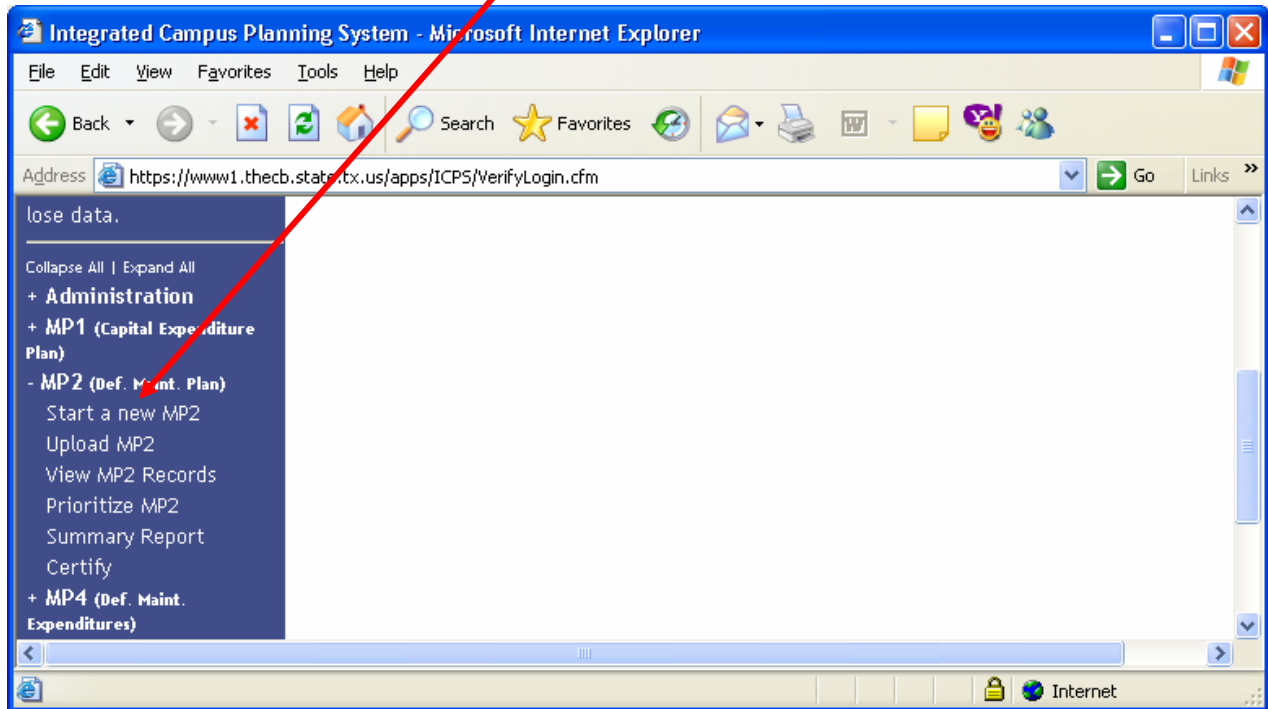 Integrated Campus Planning System - Microsoft Internet Explorer
File Edit View Favorites Tools Help
Back Search Favorites W
Address https://www1.thecb.state.tx.us/apps/ICPS/VerifyLogin.cfm Go Links »
lose data.
Collapse All | Expand All
+ Administration
+ MP1 (Capital Expenditure
Plan)
- MP2 (Def. Maint. Plan)
Start a new MP2
Upload MP2
View MP2 Records
Prioritize MP2
Summary Report
Certify
+ MP4 (Def. Maint.
Expenditures)
Internet